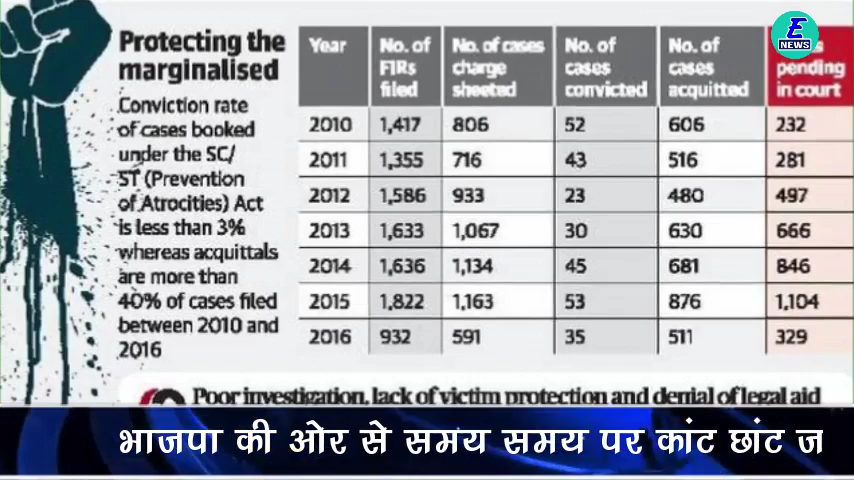 Protecting the
marginalised
Conviction rate
of cases booked
under the SC/
ST (Prevention
of Atrocities) Act
is less than 3%
whereas acquittals
are more than
40% of cases filed
between 2010 and
2016
Year No. of FIRs filed No. of cases charge sheeted No. of cases convicted No. of cases acquitted pending in court
2010 1,417 806 52 606 232
2011 1,355 716 43 516 281
2012 1,586 933 23 480 497
2013 1,633 1,067 30 630 666
2014 1,636 1,134 45 681 846
2015 1,822 1,163 53 876 1,104
2016 932 591 35 511 329
Poor investigation, lack of victim protection and denial of legal aid
E NEWS
भाजपा की ओर से समय समय पर कांट छांट ज